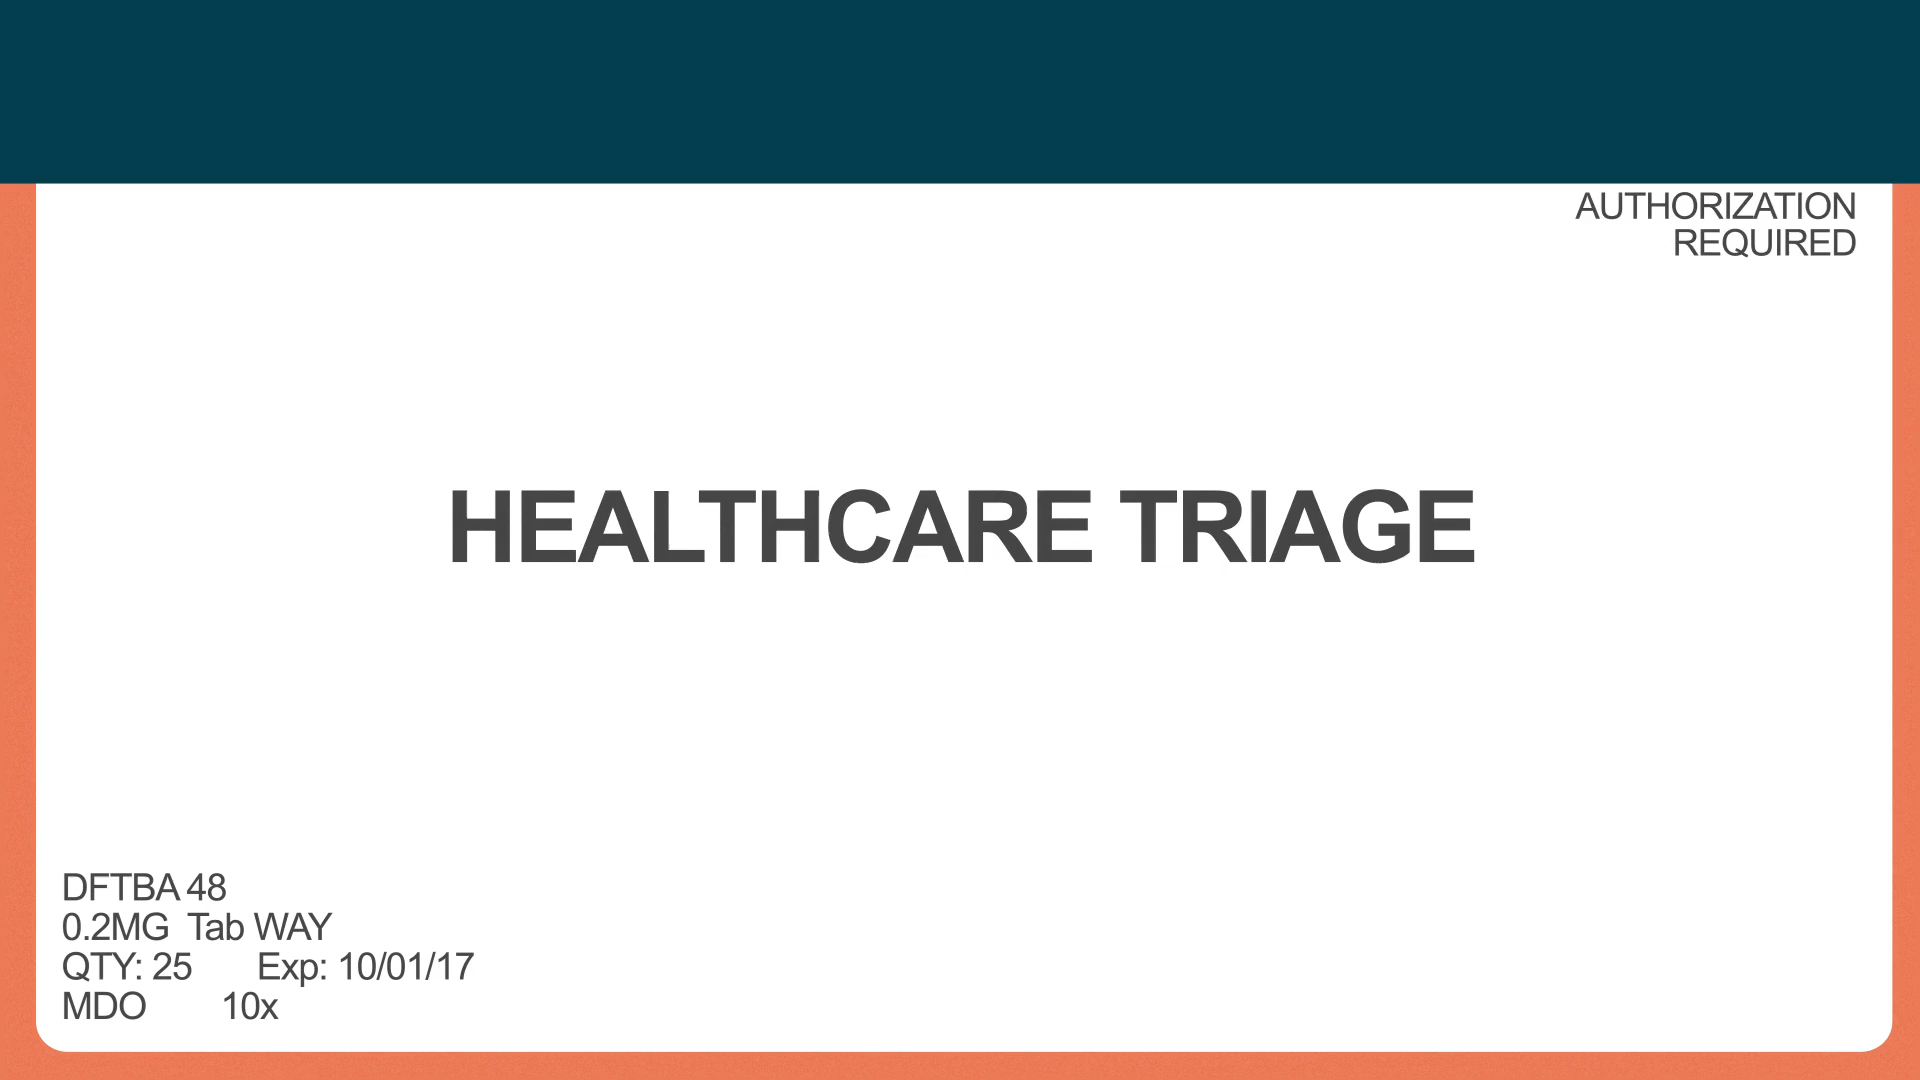 AUTHORIZATION
REQUIRED
HEALTHCARE TRIAGE
DFTBA 48
0.2MG  Tab WAY
QTY: 25       Exp: 10/01/17
MDO        10x